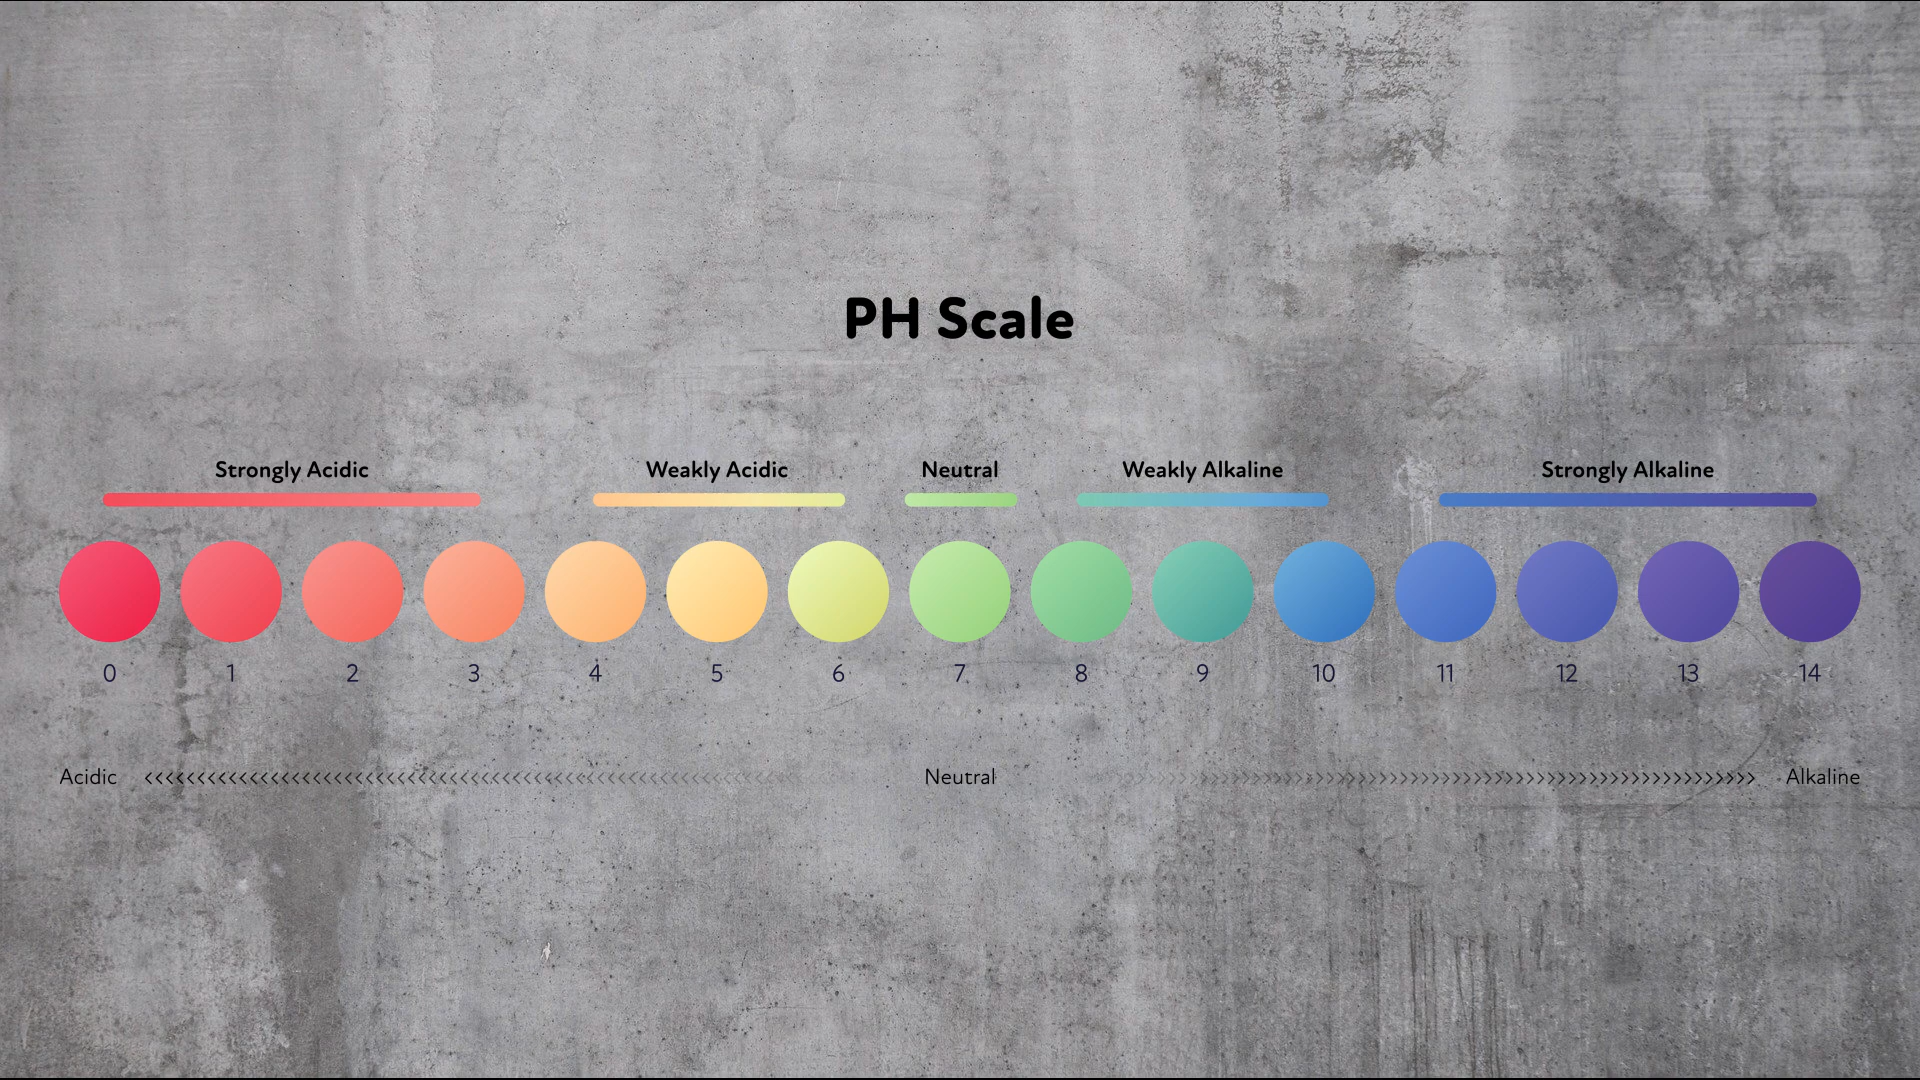 PH Scale
Strongly Acidic Weakly Acidic Neutral Weakly Alkaline Strongly Alkaline
0 1 2 3 4 5 6 7 8 9 10 11 12 13 14
Acidic Neutral Alkaline